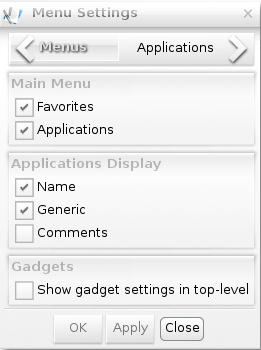 Menu Settings
Menus Applications
Main Menu
Favorites
Applications
Applications Display
Name
Generic
Comments
Gadgets
Show gadget settings in top-level
OK Apply Close